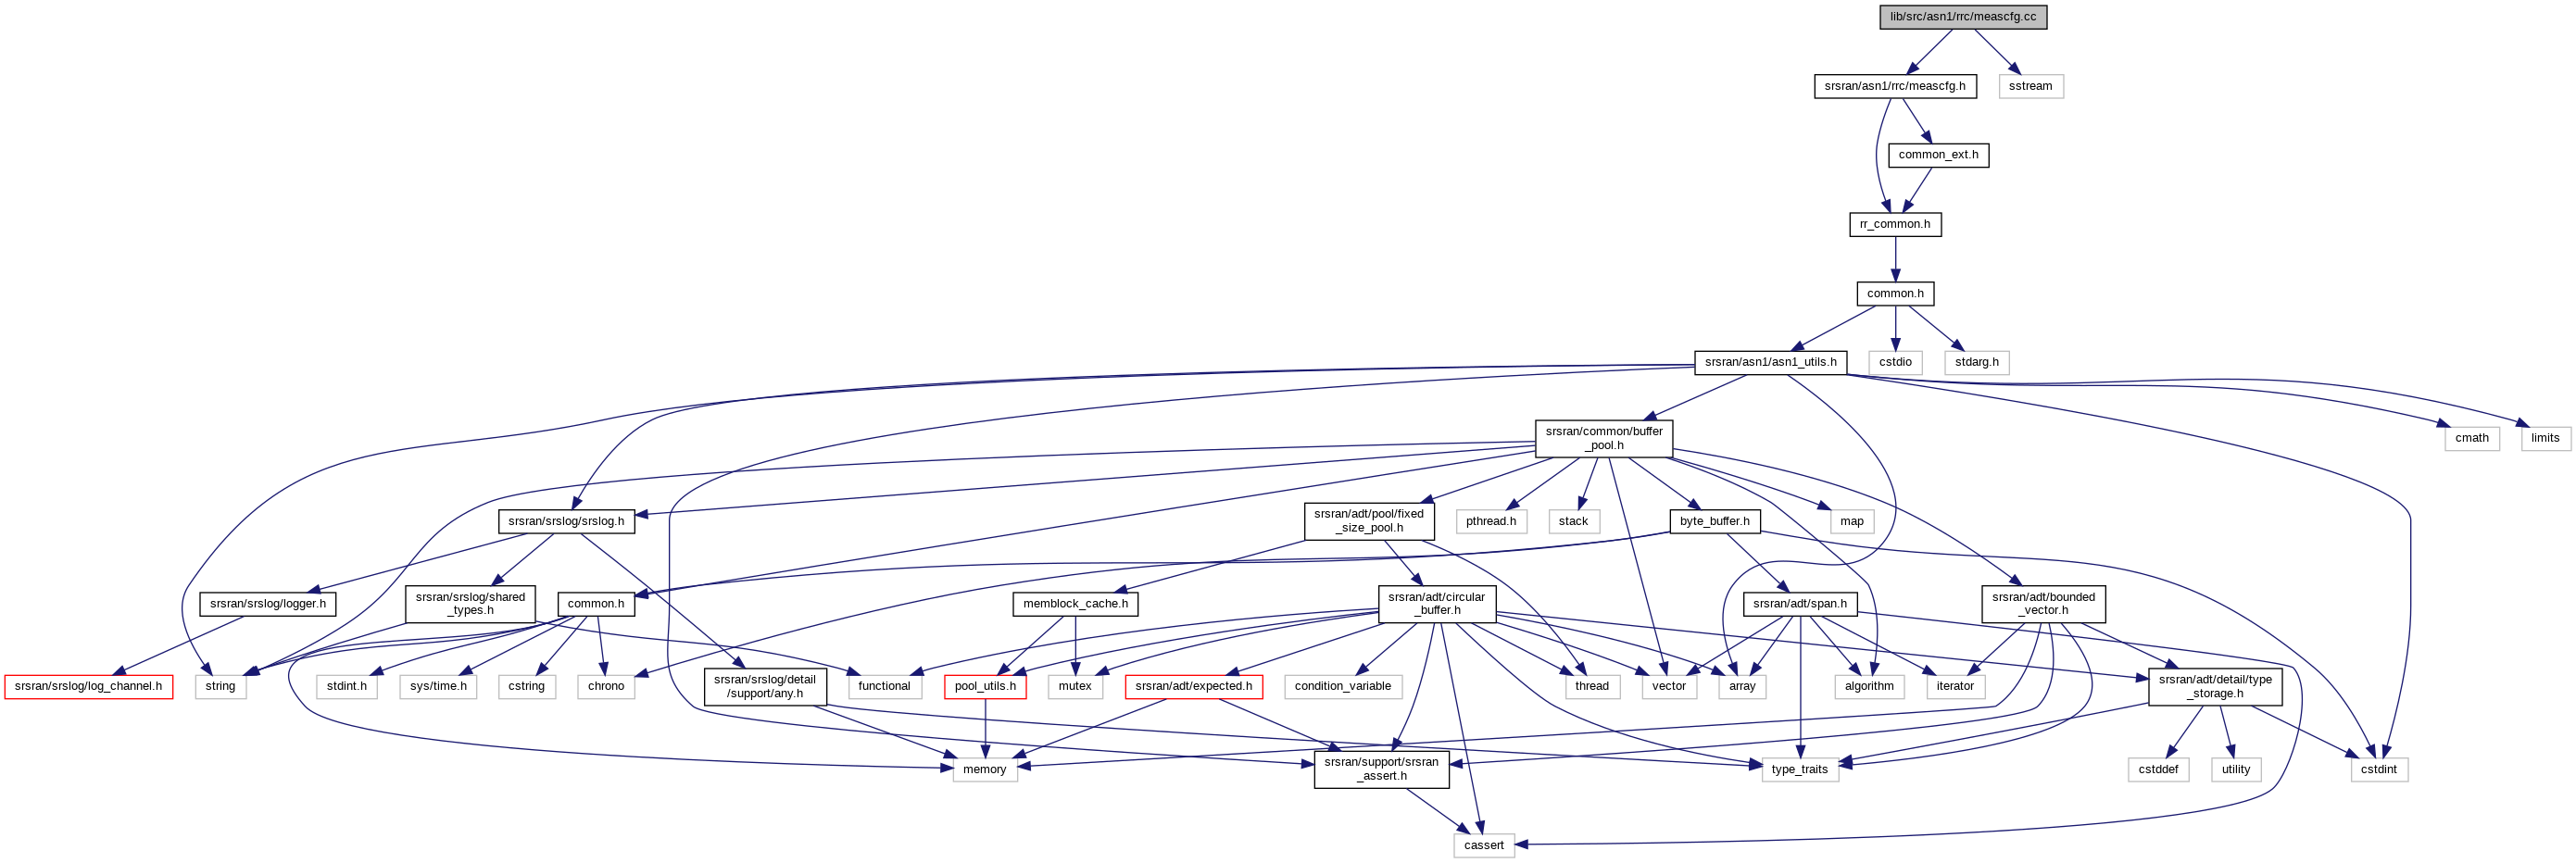 lib/src/asn1/rrc/meascfg.cc
srsran/asn1/rrc/meascfg.h
sstream
common_ext.h
rr_common.h
common.h
srsran/asn1/asn1_utils.h
cstdio
stdarg.h
srsran/common/buffer
_pool.h
cmath
limits
srsran/srslog/srslog.h
srsran/adt/pool/fixed
_size_pool.h
pthread.h
stack
byte_buffer.h
map
srsran/srslog/logger.h
srsran/srslog/shared
_types.h
common.h
memblock_cache.h
srsran/adt/circular
_buffer.h
srsran/adt/span.h
srsran/adt/bounded
_vector.h
srsran/srslog/log_channel.h
string
stdint.h
sys/time.h
cstring
chrono
srsran/srslog/detail
/support/any.h
functional
pool_utils.h
mutex
srsran/adt/expected.h
condition_variable
thread
vector
array
algorithm
iterator
srsran/adt/detail/type
_storage.h
memory
srsran/support/srsran
_assert.h
type_traits
cstddef
utility
cstdint
cassert